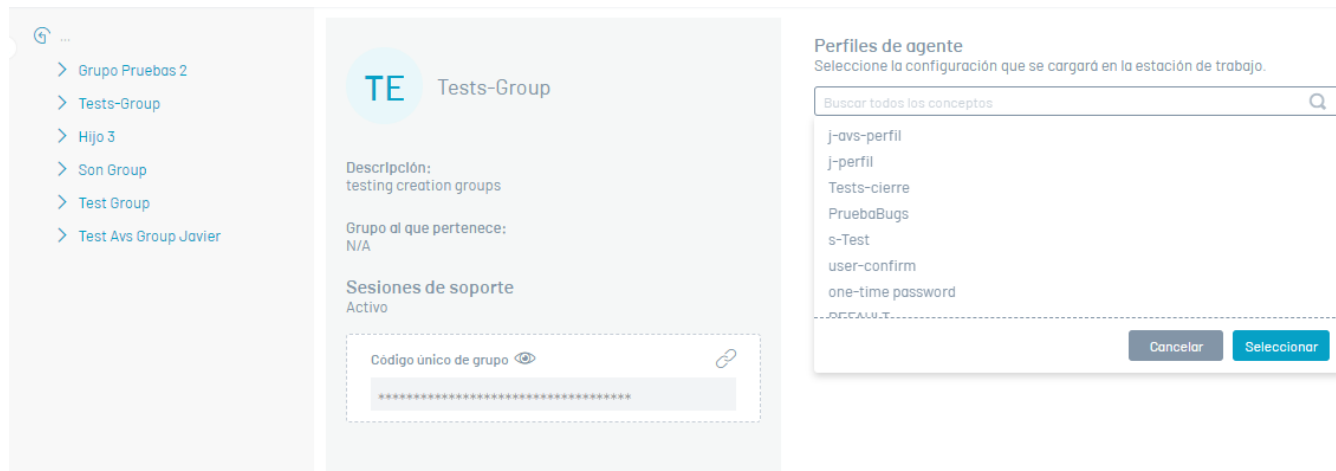 ...
Grupo Pruebas 2
Tests-Group
Hijo 3
Son Group
Test Group
Test Avs Group Javier
TE
Tests-Group
Descripción:
testing creation groups
Grupo al que pertenece:
N/A
Sesiones de soporte
Activo
Código único de grupo
************************************
Perfiles de agente
Seleccione la configuración que se cargará en la estación de trabajo.
Buscar todos los conceptos
j-avs-perfil
j-perfil
Tests-cierre
PruebaBugs
s-Test
user-confirm
one-time password
DEFAULT
Cancelar
Seleccionar